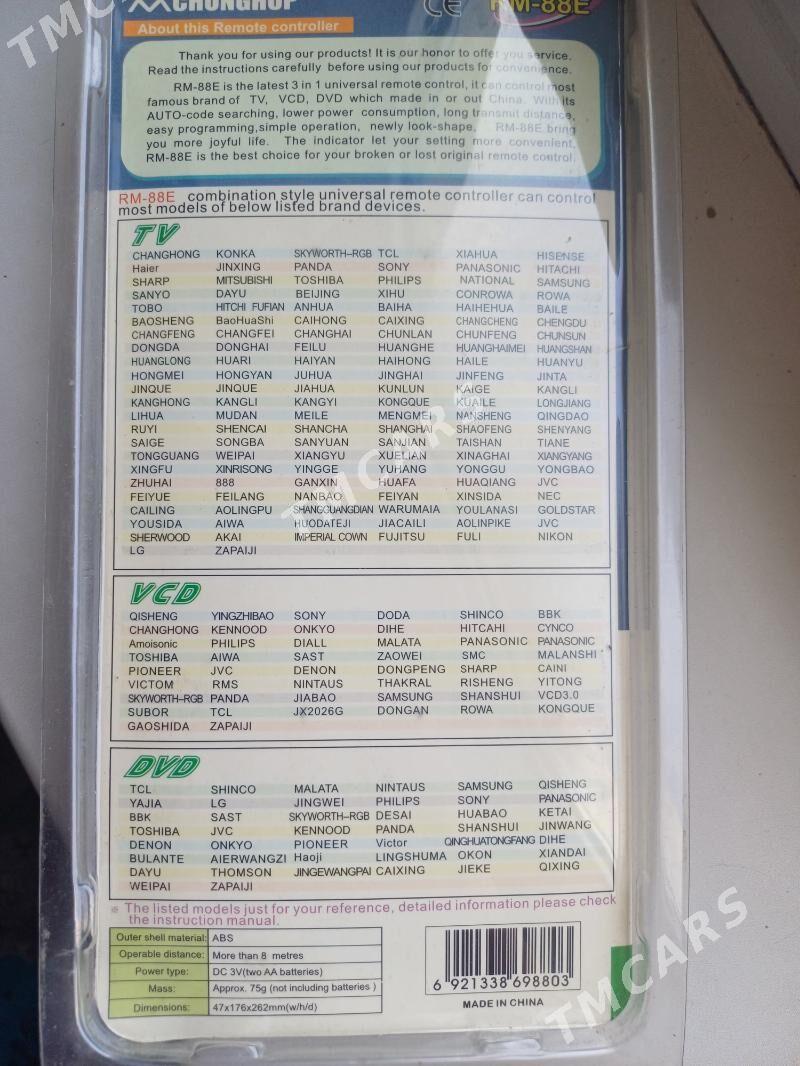 CHUNGHOP
CE RM-88E
About this Remote controller
Thank you for using our products! It is our honor to offer you service.
Read the instructions carefully before using our products for convenience.
RM-88E is the latest 3 in 1 universal remote control, it can control most
famous brand of TV, VCD, DVD which made in or out China. With its
AUTO-code searching, lower power consumption, long transmit distance,
easy programming,simple operation, newly look-shape. RM-88E bring
you more joyful life. The indicator let your setting more convenient.
RM-88E is the best choice for your broken or lost original remote control.
RM-88E combination style universal remote controller can control
most models of below listed brand devices.
TV
CHANGHONG KONKA SKYWORTH-RGB TCL XIAHUA HISENSE
Haier JINXING PANDA SONY PANASONIC HITACHI
SHARP MITSUBISHI TOSHIBA PHILIPS NATIONAL SAMSUNG
SANYO DAYU BEIJING XIHU CONROWA ROWA
TOBO HITCHI FUFIAN ANHUA BAIHA HAIHEHUA BAILE
BAOSHENG BaoHuaShi CAIHONG CAIXING CHANGCHENG CHENGDU
CHANGFENG CHANGFEI CHANGHAI CHUNLAN CHUNFENG CHUNSUN
DONGDA DONGHAI FEILU HUANGHE HUANGHAIMEI HUANGSHAN
HUANGLONG HUARI HAIYAN HAIHONG HAILE HUANYU
HONGMEI HONGYAN JUHUA JINGHAI JINFENG JINTA
JINQUE JINQUE JIAHUA KUNLUN KAIGE KANGLI
KANGHONG KANGLI KANGYI KONGQUE KUAILE LONGJIANG
LIHUA MUDAN MEILE MENGMEI NANSHENG QINGDAO
RUYI SHENCAI SHANCHA SHANGHAI SHAOFENG SHENYANG
SAIGE SONGBA SANYUAN SANJIAN TAISHAN TIANE
TONGGUANG WEIPAI XIANGYU XUELIAN XINAGHAI XIANGYANG
XINGFU XINRISONG YINGGE YUHANG YONGGU YONGBAO
ZHUHAI 888 GANXIN HUAFA HUAQIANG JVC
FEIYUE FEILANG NANBAO FEIYAN XINSIDA NEC
CAILING AOLINGPU SHANGGUANGDIAN WARUMAIA YOULANASI GOLDSTAR
YOUSIDA AIWA HUODATEJI JIACAILI AOLINPIKE JVC
SHERWOOD AKAI IMPERIAL COWN FUJITSU FULI NIKON
LG ZAPAIJI
VCD
QISHENG YINGZHIBAO SONY DODA SHINCO BBK
CHANGHONG KENNOOD ONKYO DIHE HITCAHI CYNCO
Amoisonic PHILIPS DIALL MALATA PANASONIC PANASONIC
TOSHIBA AIWA SAST ZAOWEI SMC MALANSHI
PIONEER JVC DENON DONGPENG SHARP CAINI
VICTOM RMS NINTAUS THAKRAL RISHENG YITONG
SKYWORTH-RGB PANDA JIABAO SAMSUNG SHANSHUI VCD3.0
SUBOR TCL JX2026G DONGAN ROWA KONGQUE
GAOSHIDA ZAPAIJI
DVD
TCL SHINCO MALATA NINTAUS SAMSUNG QISHENG
YAJIA LG JINGWEI PHILIPS SONY PANASONIC
BBK SAST SKYWORTH-RGB DESAI HUABAO KETAI
TOSHIBA JVC KENNOOD PANDA SHANSHUI JINWANG
DENON ONKYO PIONEER Victor QINGHUATONGFANG DIHE
BULANTE AIERWANGZI Haoji LINGSHUMA OKON XIANDAI
DAYU THOMSON JINGEWANGPAI CAIXING JIEKE QIXING
WEIPAI ZAPAIJI
* The listed models just for your reference, detailed information please check
the instruction manual.
Outer shell material: ABS
Operable distance: More than 8 metres
Power type: DC 3V(two AA batteries)
Mass: Approx. 75g (not including batteries )
Dimensions: 47x176x262mm(w/h/d)
6 921338 698803
MADE IN CHINA
TMCARS
TMCARS
TMCARS